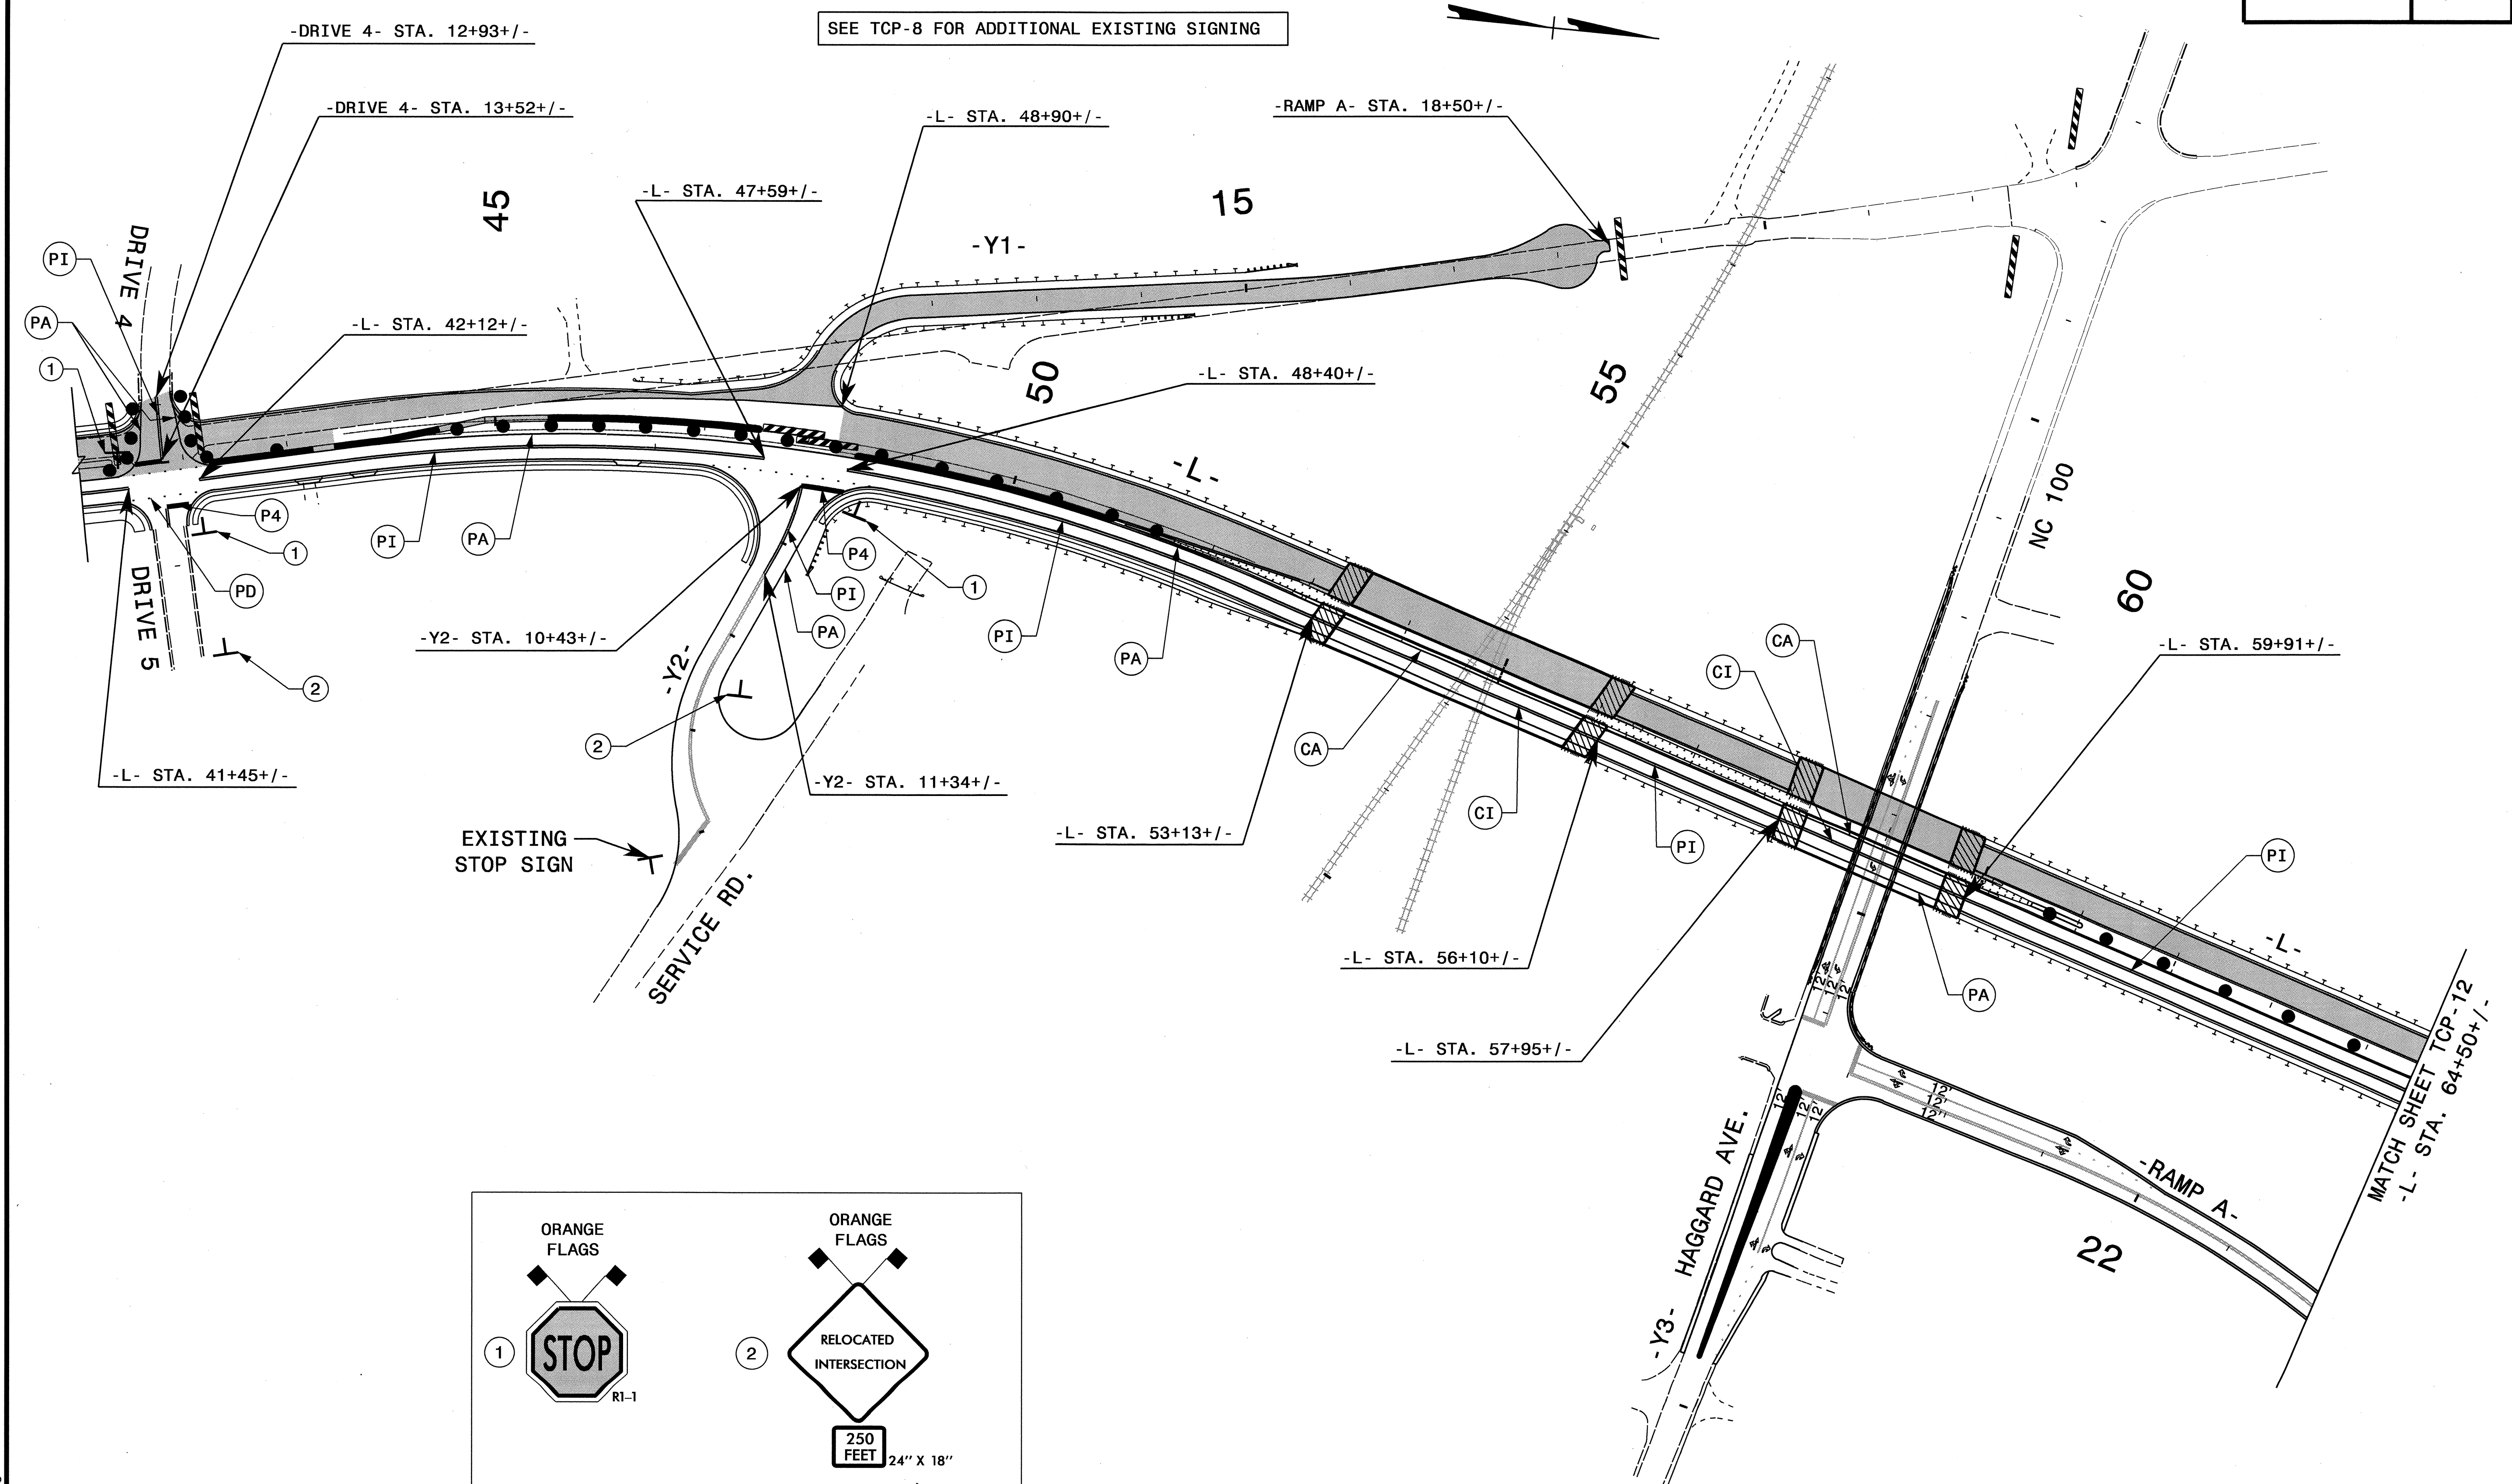 SEE TCP-8 FOR ADDITIONAL EXISTING SIGNING
-DRIVE 4- STA. 12+93+/-
-DRIVE 4- STA. 13+52+/-
-L- STA. 48+90+/-
-RAMP A- STA. 18+50+/-
-L- STA. 47+59+/-
45
15
-Y1-
DRIVE 4
PI
PA
1
-L- STA. 42+12+/-
50
-L- STA. 48+40+/-
55
-L-
NC 100
60
P4
1
PI
PA
P4
1
PD
DRIVE 5
PI
PA
PI
PA
-Y2- STA. 10+43+/-
-Y2-
2
2
CA
CI
CA
-L- STA. 59+91+/-
CI
PI
PI
PA
-L- STA. 41+45+/-
-Y2- STA. 11+34+/-
-L- STA. 53+13+/-
EXISTING
STOP SIGN
SERVICE RD.
-L- STA. 56+10+/-
-L- STA. 57+95+/-
-L-
MATCH SHEET TCP-12
-L- STA. 64+50+/-
12'
12'
12'
12'
12'
12'
12'
12'
12'
HAGGARD AVE.
-Y3-
-RAMP A-
22
ORANGE
FLAGS
1
STOP
R1-1
ORANGE
FLAGS
2
RELOCATED
INTERSECTION
250
FEET
24" X 18"